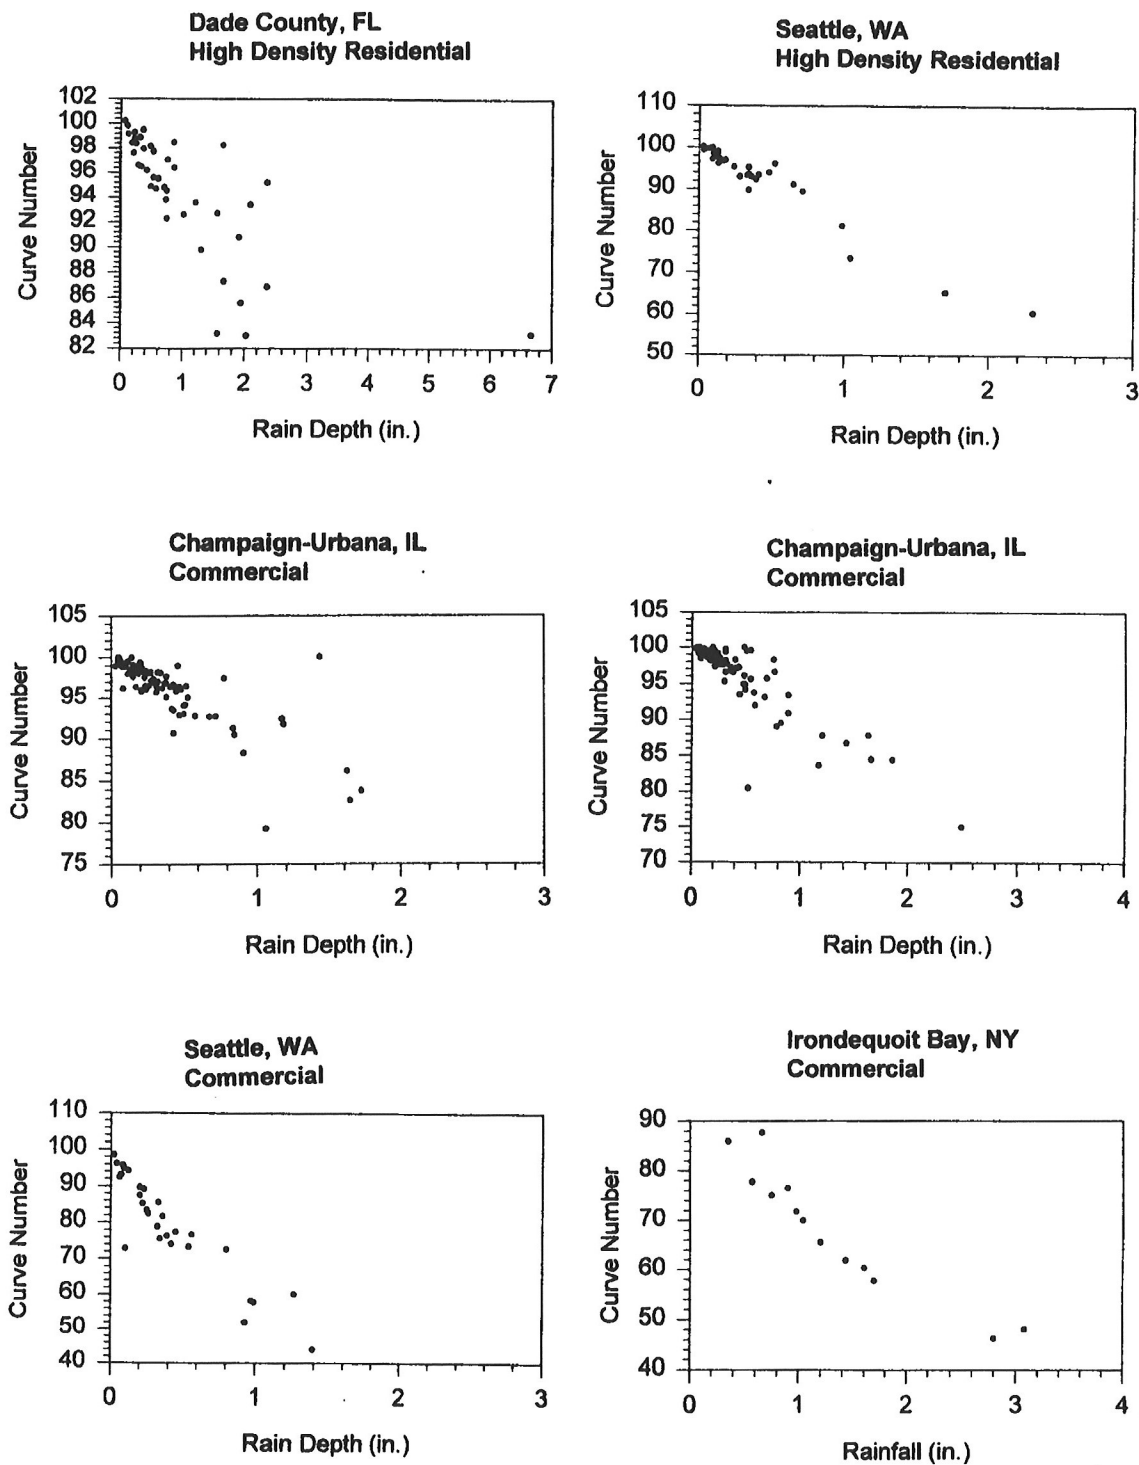 Dade County, FL
High Density Residential
102
100
98
96
94
92
90
88
86
84
82
Curve Number
0 1 2 3 4 5 6 7
Rain Depth (in.)
Seattle, WA
High Density Residential
110
100
90
80
70
60
50
Curve Number
0 1 2 3
Rain Depth (in.)
Champaign-Urbana, IL
Commercial
105
100
95
90
85
80
75
Curve Number
0 1 2 3
Rain Depth (in.)
Champaign-Urbana, IL
Commercial
105
100
95
90
85
80
75
70
Curve Number
0 1 2 3 4
Rain Depth (in.)
Seattle, WA
Commercial
110
100
90
80
70
60
50
40
Curve Number
0 1 2 3
Rain Depth (in.)
Irondequoit Bay, NY
Commercial
90
80
70
60
50
40
Curve Number
0 1 2 3 4
Rainfall (in.)